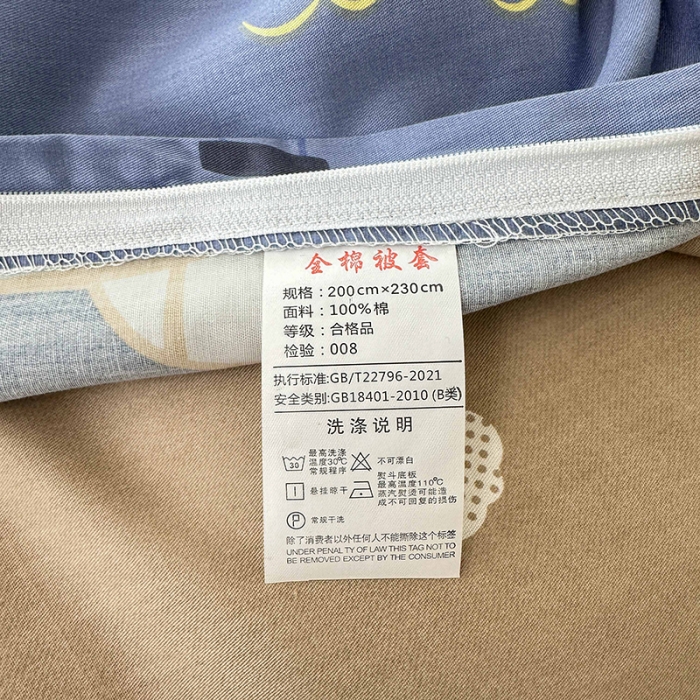 全棉被套
规格：200cm×230cm
面料：100%棉
等级：合格品
检验：008
执行标准:GB/T22796-2021
安全类别:GB18401-2010 (B类)
洗涤说明
30
最高洗涤
温度30℃
常规程序
不可漂白
悬挂晾干
熨斗底板
最高温度110℃
蒸汽熨烫可能造
成不可回复的损伤
P
常规干洗
除了消费者以外任何人不能撕除这个标签
UNDER PENAL TY OF LAW THIS TAG NOT TO
BE REMOVED EXCEPT BY THE CONSUMER